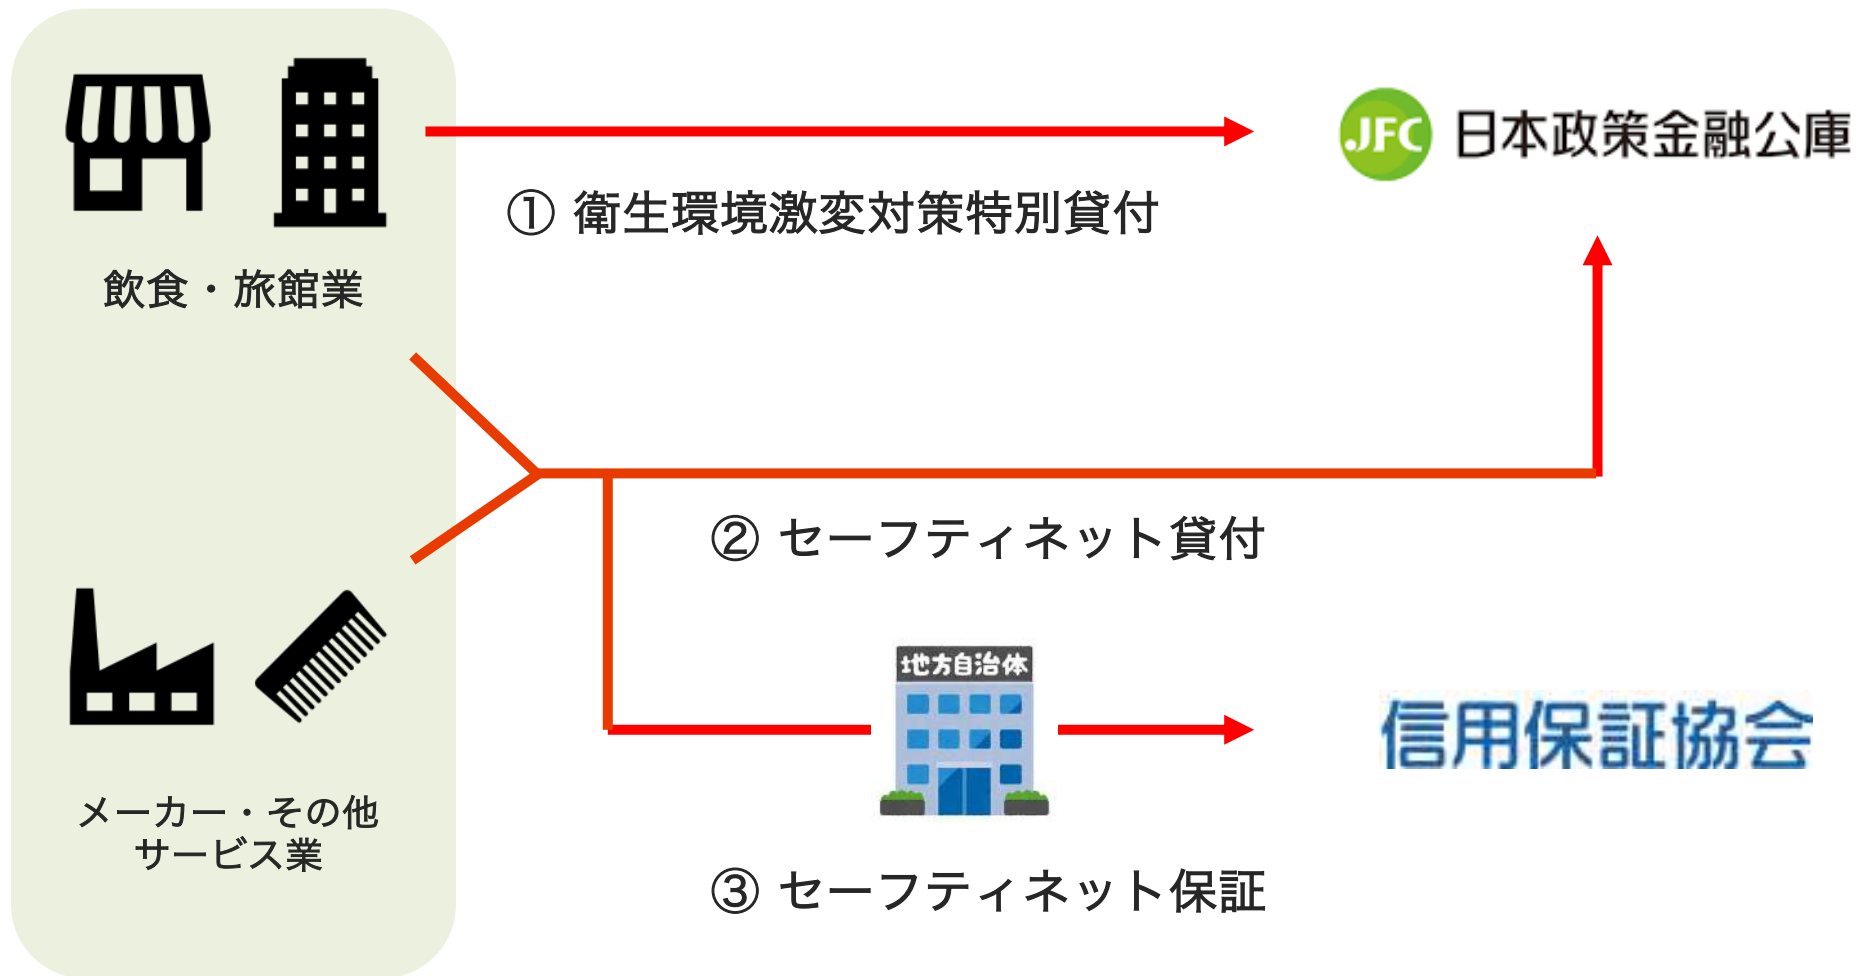 JFC 日本政策金融公庫
① 衛生環境激変対策特別貸付
飲食・旅館業
② セーフティネット貸付
地方自治体
信用保証協会
メーカー・その他
サービス業
③ セーフティネット保証